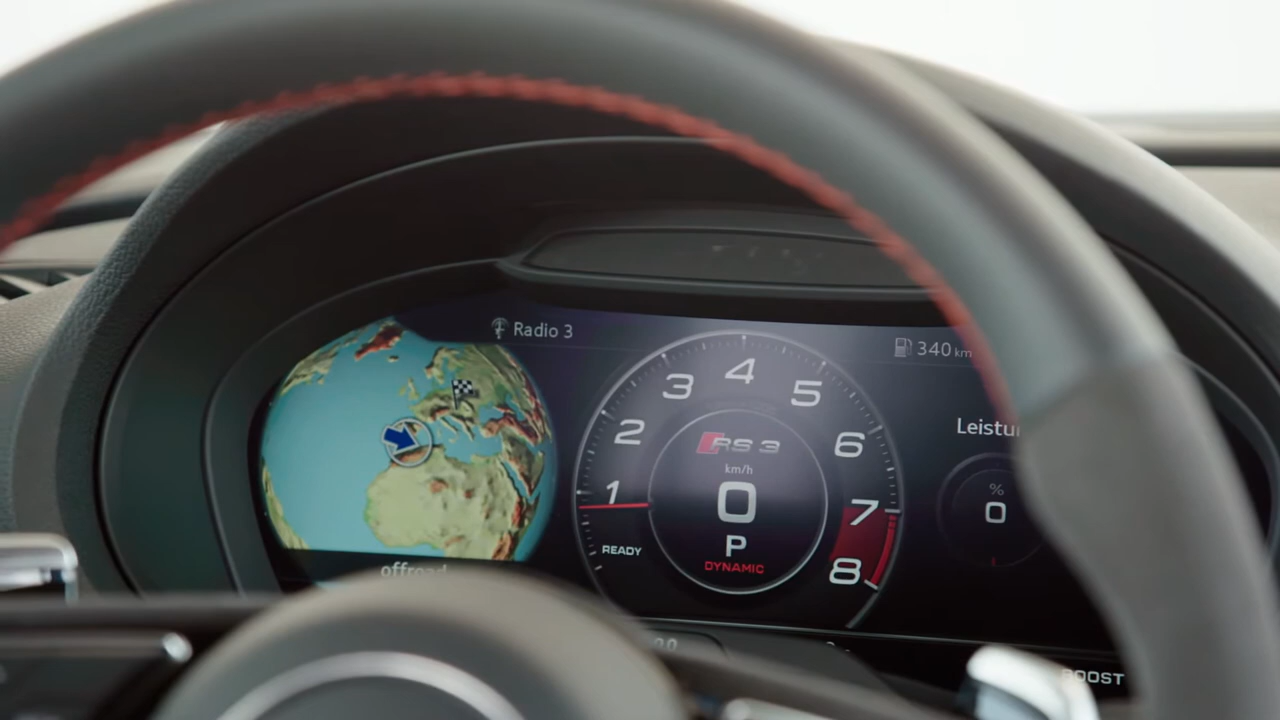 Radio 3
340 km
1
2
3
4
5
6
7
8
RS 3
km/h
0
P
DYNAMIC
READY
Leistu
%
0
offroad
OOST